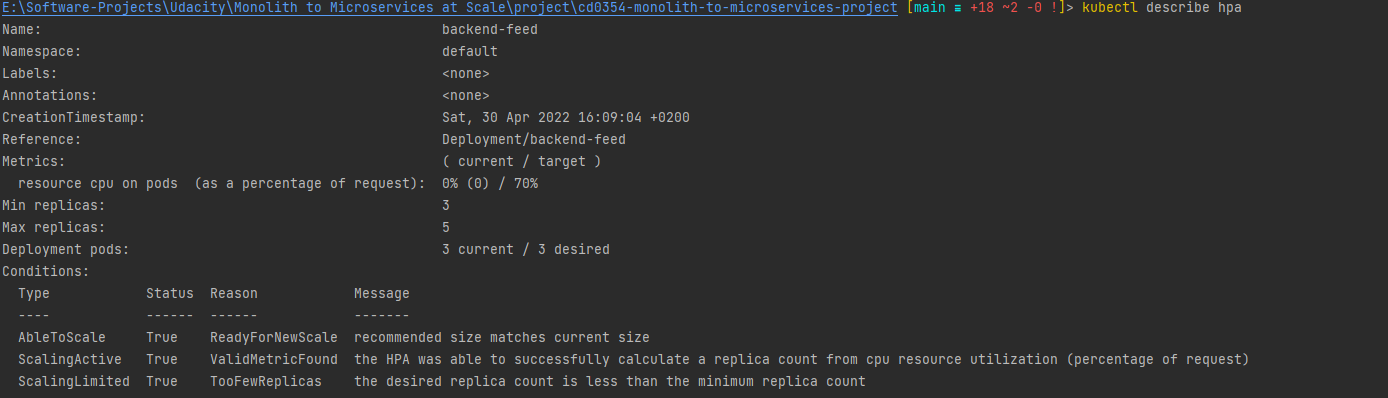 E:\Software-Projects\Udacity\Monolith to Microservices at Scale\project\cd0354-monolith-to-microservices-project [main ≡ +18 ~2 -0 !]> kubectl describe hpa
Name:                                                  backend-feed
Namespace:                                             default
Labels:                                                <none>
Annotations:                                           <none>
CreationTimestamp:                                     Sat, 30 Apr 2022 16:09:04 +0200
Reference:                                             Deployment/backend-feed
Metrics:                                               ( current / target )
  resource cpu on pods  (as a percentage of request):  0% (0) / 70%
Min replicas:                                          3
Max replicas:                                          5
Deployment pods:                                       3 current / 3 desired
Conditions:
  Type            Status  Reason            Message
  ----            ------  ------            -------
  AbleToScale     True    ReadyForNewScale  recommended size matches current size
  ScalingActive   True    ValidMetricFound  the HPA was able to successfully calculate a replica count from cpu resource utilization (percentage of request)
  ScalingLimited  True    TooFewReplicas    the desired replica count is less than the minimum replica count